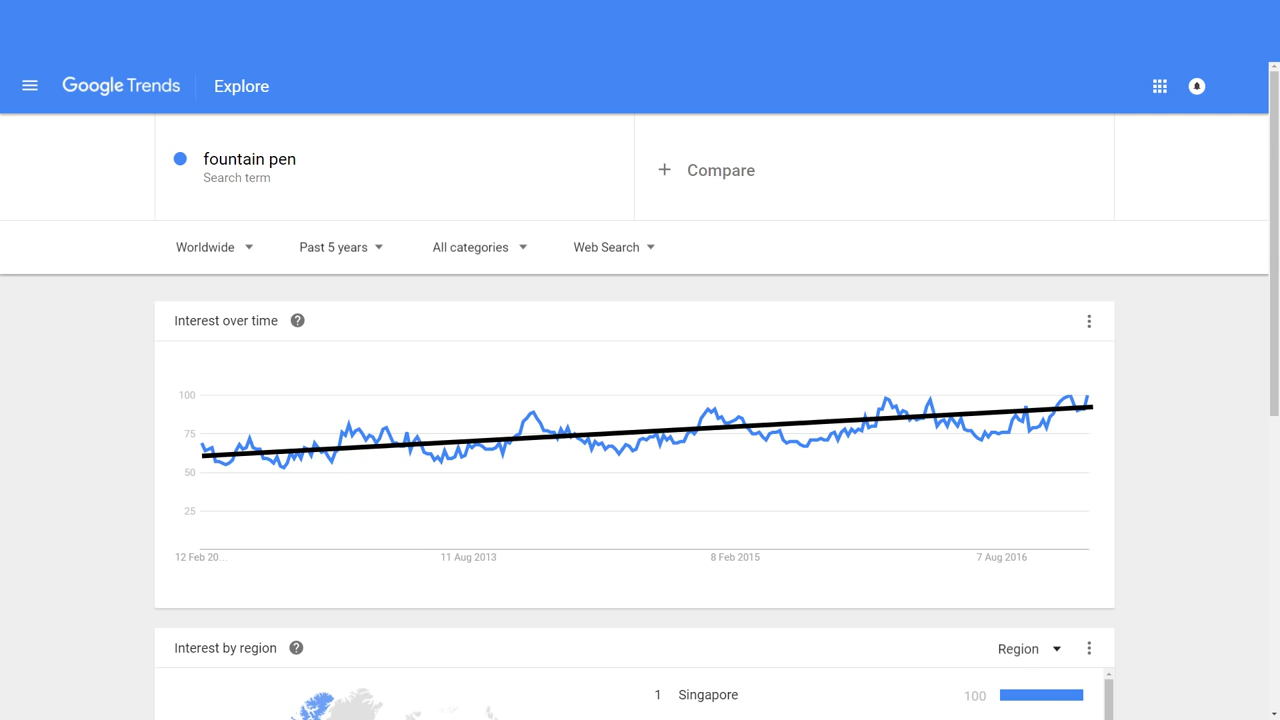 Google Trends Explore
fountain pen
Search term
+ Compare
Worldwide Past 5 years All categories Web Search
Interest over time ?
100
75
50
25
12 Feb 20... 11 Aug 2013 8 Feb 2015 7 Aug 2016
Interest by region ? Region
1 Singapore 100